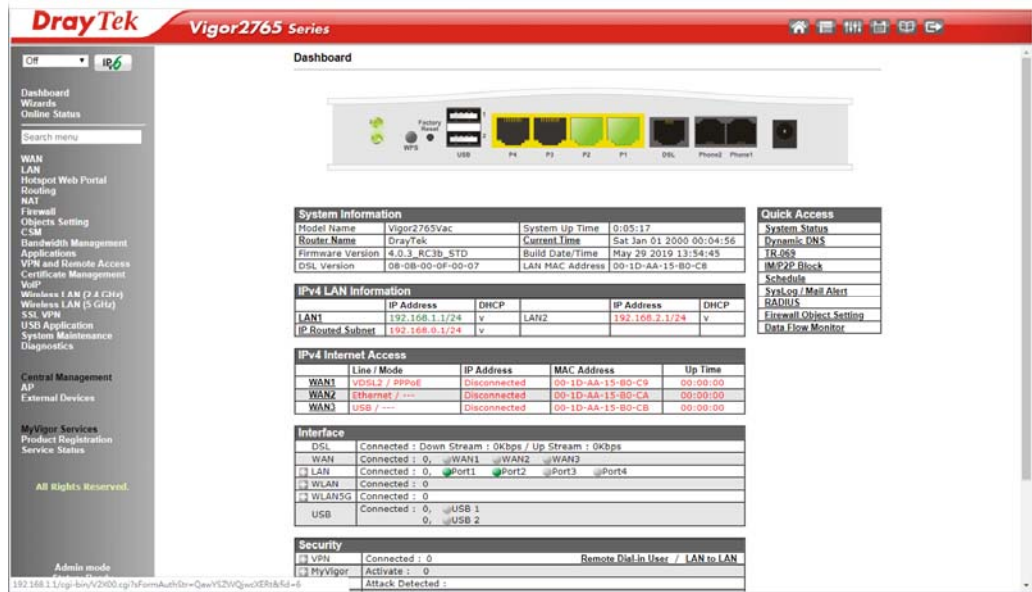 DrayTek Vigor2765 Series
Off IPv6
Dashboard
Wizards
Online Status
Search menu
WAN
LAN
Hotspot Web Portal
Routing
NAT
Firewall
Objects Setting
CSM
Bandwidth Management
Applications
VPN and Remote Access
Certificate Management
VoIP
Wireless LAN (2.4 GHz)
Wireless LAN (5 GHz)
SSL VPN
USB Application
System Maintenance
Diagnostics
Central Management
AP
External Devices
MyVigor Services
Product Registration
Service Status
All Rights Reserved.
Admin mode
192.168.1.1/cgi-bin/V2X00.cgi?
Dashboard
Factory
Reset
WPS
1
2
USB P4 P3 P2 P1 DSL Phone2 Phone1
System Information
Model Name Vigor2765Vac System Up Time 0:05:17
Router Name DrayTek Current Time Sat Jan 01 2000 00:04:56
Firmware Version 4.0.3_RC3b_STD Build Date/Time May 29 2019 13:54:45
DSL Version 08-0B-00-0F-00-07 LAN MAC Address 00-1D-AA-15-B0-C8
IPv4 LAN Information
IP Address DHCP IP Address DHCP
LAN1 192.168.1.1/24 v LAN2 192.168.2.1/24 v
IP Routed Subnet 192.168.0.1/24 v
IPv4 Internet Access
Line / Mode IP Address MAC Address Up Time
WAN1 VDSL2 / PPPoE Disconnected 00-1D-AA-15-B0-C9 00:00:00
WAN2 Ethernet / --- Disconnected 00-1D-AA-15-B0-CA 00:00:00
WAN3 USB / --- Disconnected 00-1D-AA-15-B0-CB 00:00:00
Interface
DSL Connected : Down Stream : 0Kbps / Up Stream : 0Kbps
WAN Connected : 0, WAN1 WAN2 WAN3
LAN Connected : 0, Port1 Port2 Port3 Port4
WLAN Connected : 0
WLAN5G Connected : 0
USB Connected : 0, USB 1
0, USB 2
Security
VPN Connected : 0 Remote Dial-in User / LAN to LAN
MyVigor Activate : 0
Attack Detected :
Quick Access
System Status
Dynamic DNS
TR-069
IM/P2P Block
Schedule
SysLog / Mail Alert
RADIUS
Firewall Object Setting
Data Flow Monitor